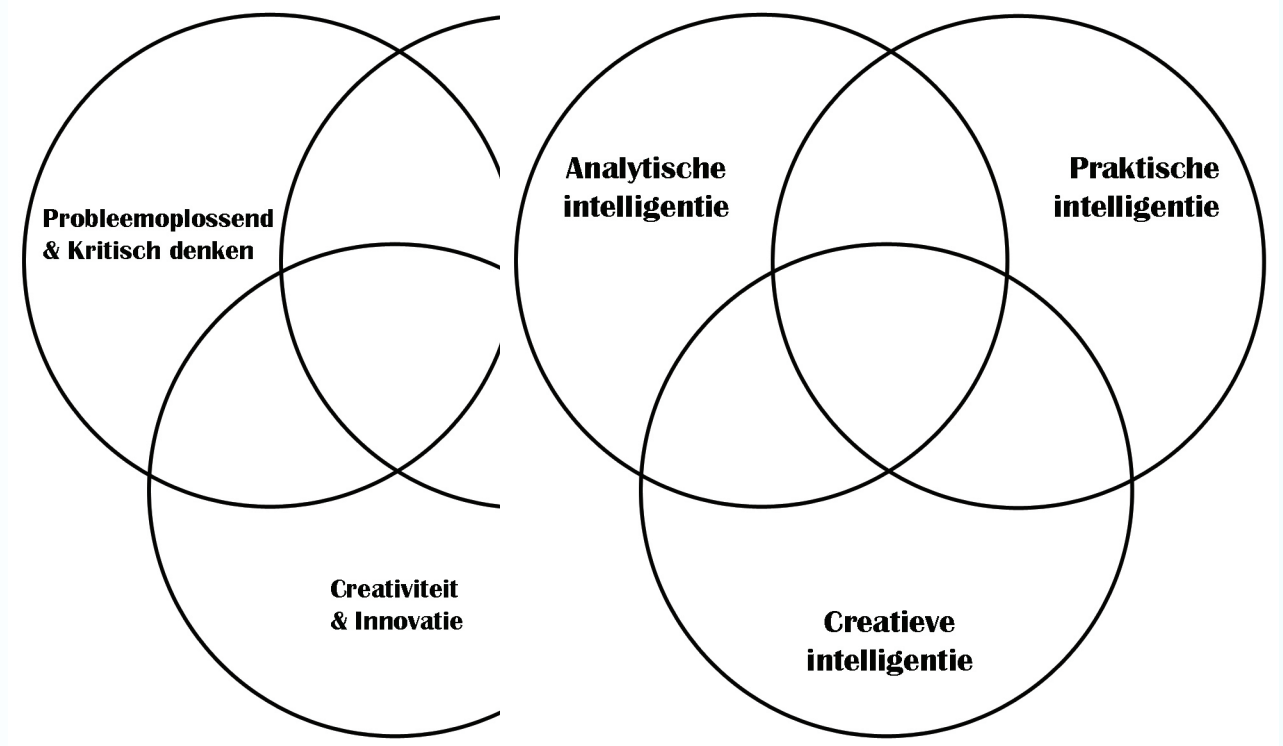 Probleemoplossend
& Kritisch denken
Creativiteit
& Innovatie
Analytische
intelligentie
Praktische
intelligentie
Creatieve
intelligentie